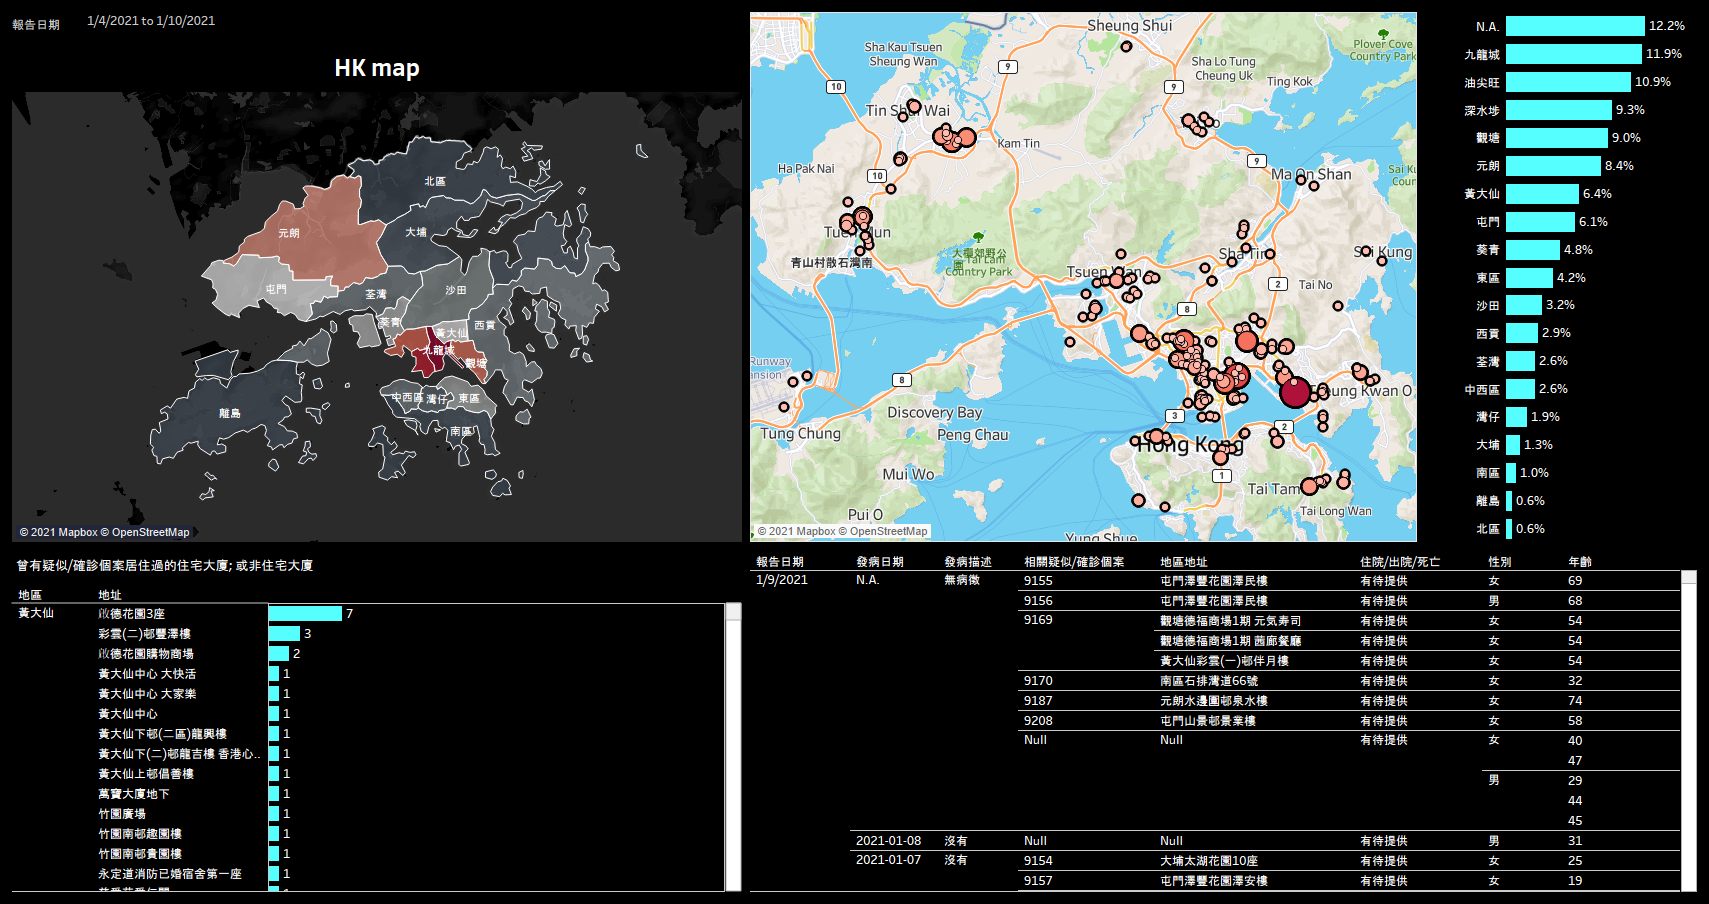 報告日期 1/4/2021 to 1/10/2021
HK map
北區
元朗
大埔
屯門
荃灣
沙田
葵青
黃大仙
西貢
九龍城
觀塘
離島
中西區
灣仔
東區
南區
© 2021 Mapbox © OpenStreetMap
Sheung Shui
Sha Kau Tsuen
Sheung Wan
Sha Lo Tung
Cheung Uk
Plover Cove
Country Park
Ting Kok
9
10
9
Tin Shui Wai
Kam Tin
Ha Pak Nai
10
9
Ma On Shan
Sai Ku
Coun
Tuen Mun
青山村散石灣南
大欖郊野公
園 Tai Lam
Country Park
Sha Tin
Sai Kung
Tsuen Wan
Tai No
2
8
Runway
ansion
8
Discovery Bay
Peng Chau
Tung Chung
Mui Wo
Pui O
3
2
Hong Kong
1
Tseung Kwan O
Tai Tam
Tai Long Wan
Yung Shue
© 2021 Mapbox © OpenStreetMap
N.A. 12.2%
九龍城 11.9%
油尖旺 10.9%
深水埗 9.3%
觀塘 9.0%
元朗 8.4%
黃大仙 6.4%
屯門 6.1%
葵青 4.8%
東區 4.2%
沙田 3.2%
西貢 2.9%
荃灣 2.6%
中西區 2.6%
灣仔 1.9%
大埔 1.3%
南區 1.0%
離島 0.6%
北區 0.6%
曾有疑似/確診個案居住過的住宅大廈; 或非住宅大廈
地區 地址
黃大仙 啟德花園3座 7
彩雲(二)邨豐澤樓 3
啟德花園購物商場 2
黃大仙中心 大快活 1
黃大仙中心 大家樂 1
黃大仙中心 1
黃大仙下邨(二區)龍興樓 1
黃大仙下(二)邨龍吉樓 香港心.. 1
黃大仙上邨倡善樓 1
萬寶大廈地下 1
竹園廣場 1
竹園南邨趣園樓 1
竹園南邨貴園樓 1
永定道消防已婚宿舍第一座 1
報告日期 發病日期 發病描述 相關疑似/確診個案 地區地址 住院/出院/死亡 性別 年齡
1/9/2021 N.A. 無病徵 9155 屯門澤豐花園澤民樓 有待提供 女 69
9156 屯門澤豐花園澤民樓 有待提供 男 68
9169 觀塘德福商場1期 元気寿司 有待提供 女 54
觀塘德福商場1期 茜廊餐廳 有待提供 女 54
黃大仙彩雲(一)邨伴月樓 有待提供 女 54
9170 南區石排灣道66號 有待提供 女 32
9187 元朗水邊圍邨泉水樓 有待提供 女 74
9208 屯門山景邨景業樓 有待提供 女 58
Null Null 有待提供 女 40
47
男 29
44
45
2021-01-08 沒有 Null Null 有待提供 男 31
2021-01-07 沒有 9154 大埔太湖花園10座 有待提供 女 25
9157 屯門澤豐花園澤安樓 有待提供 女 19